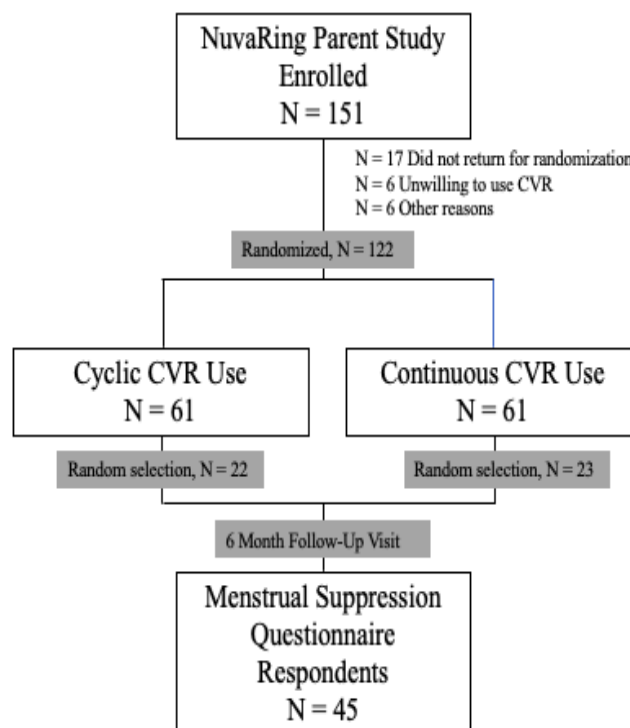 NuvaRing Parent Study
Enrolled
N = 151
N = 17 Did not return for randomization
N = 6 Unwilling to use CVR
N = 6 Other reasons
Randomized, N = 122
Cyclic CVR Use
N = 61
Continuous CVR Use
N = 61
Random selection, N = 22
Random selection, N = 23
6 Month Follow-Up Visit
Menstrual Suppression
Questionnaire
Respondents
N = 45